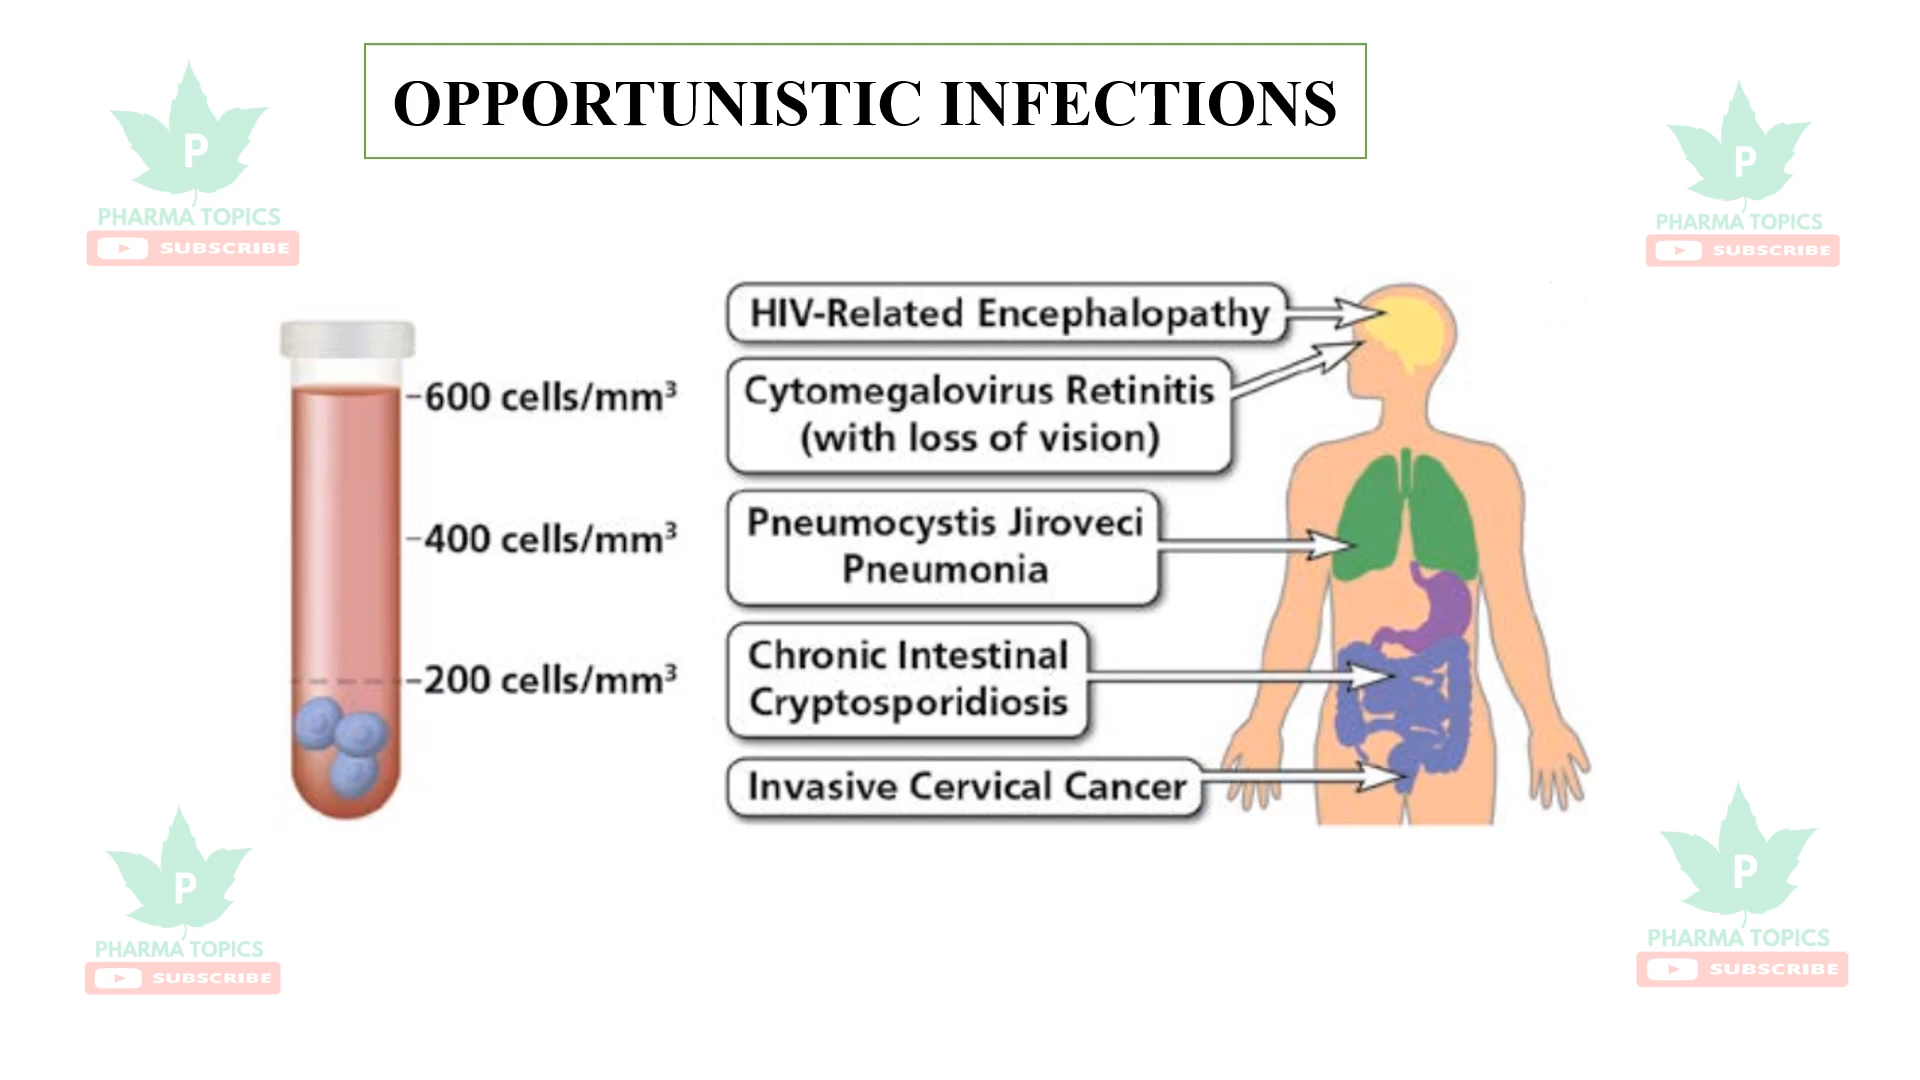 OPPORTUNISTIC INFECTIONS
P
PHARMA TOPICS
SUBSCRIBE
P
PHARMA TOPICS
SUBSCRIBE
600 cells/mm³
400 cells/mm³
200 cells/mm³
HIV-Related Encephalopathy
Cytomegalovirus Retinitis
(with loss of vision)
Pneumocystis Jiroveci
Pneumonia
Chronic Intestinal
Cryptosporidiosis
Invasive Cervical Cancer
P
PHARMA TOPICS
SUBSCRIBE
P
PHARMA TOPICS
SUBSCRIBE